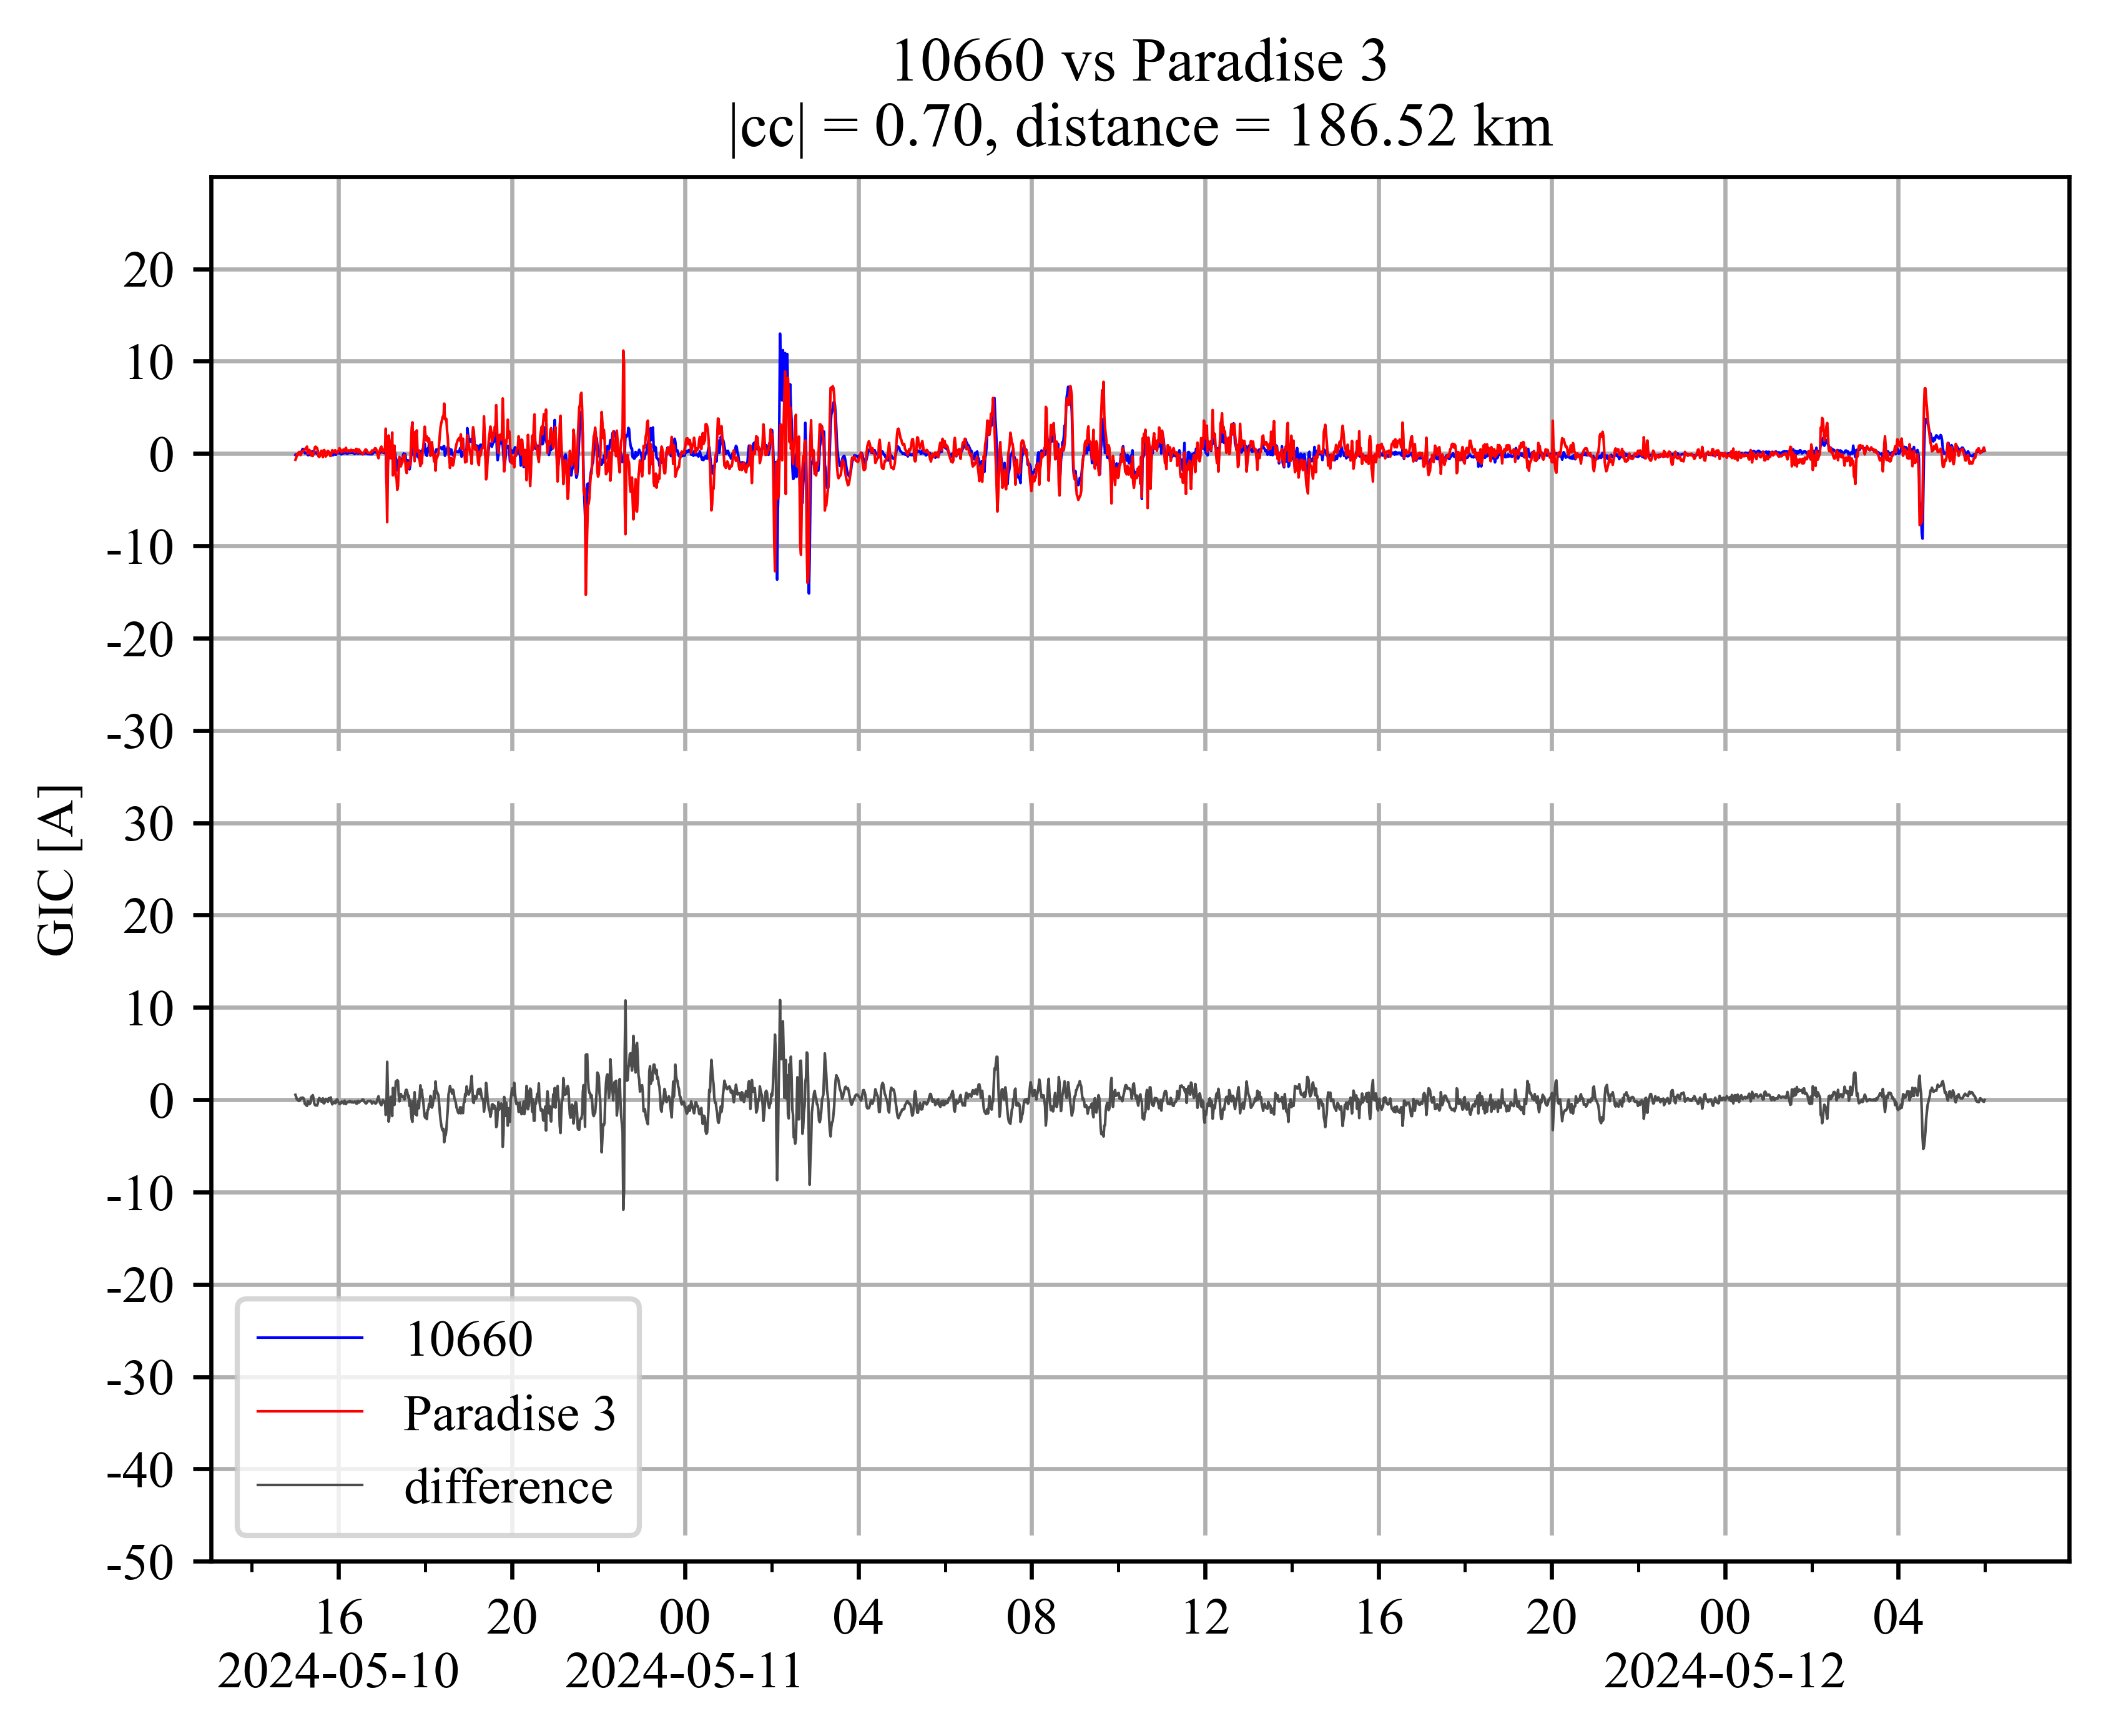 10660 vs Paradise 3
|cc| = 0.70, distance = 186.52 km
20
10
0
-10
-20
-30
30
20
10
0
-10
-20
-30
-40
-50
GIC [A]
10660
Paradise 3
difference
16 20 00 04 08 12 16 20 00 04
2024-05-10 2024-05-11 2024-05-12